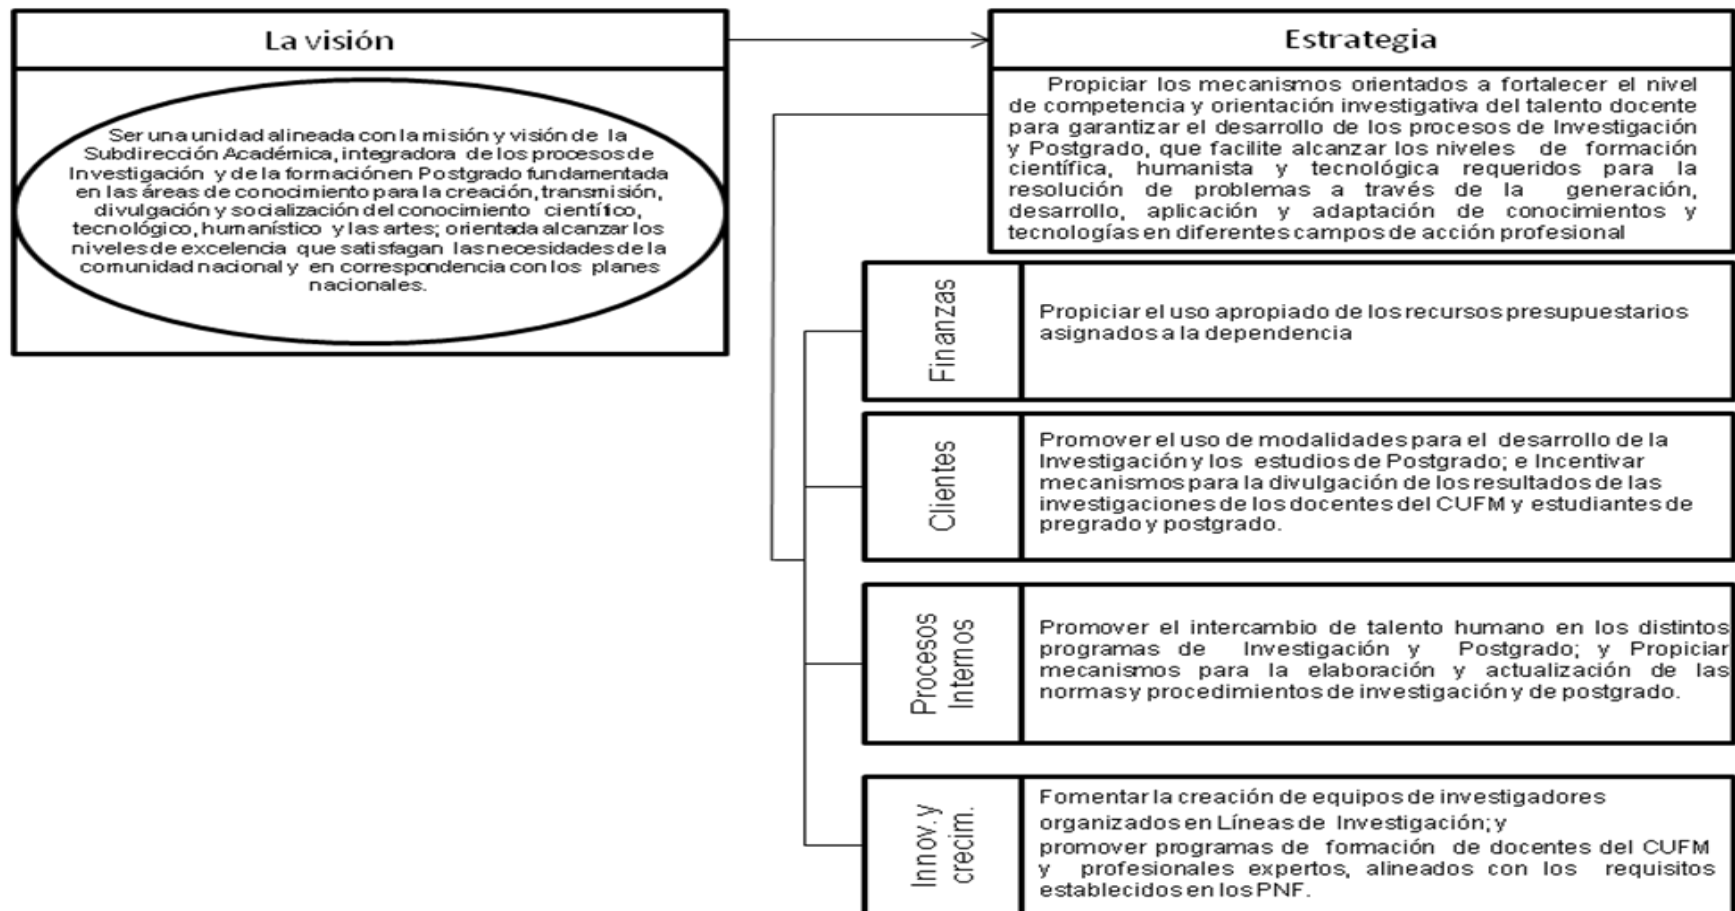 La visión
Ser una unidad alineada con la misión y visión de la
Subdirección Académica, integradora de los procesos de
Investigación y de la formaciónen Postgrado fundamentada
en las áreas de conocimiento para la creación, transmisión,
divulgación y socialización del conocimiento científico,
tecnológico, humanístico y las artes; orientada alcanzar los
niveles de excelencia que satisfagan las necesidades de la
comunidad nacional y en correspondencia con los planes
nacionales.
Estrategia
Propiciar los mecanismos orientados a fortalecer el nivel
de competencia y orientación investigativa del talento docente
para garantizar el desarrollo de los procesos de Investigación
y Postgrado, que facilite alcanzar los niveles de formación
científica, humanista y tecnológica requeridos para la
resolución de problemas a través de la generación,
desarrollo, aplicación y adaptación de conocimientos y
tecnologías en diferentes campos de acción profesional
Finanzas
Propiciar el uso apropiado de los recursos presupuestarios
asignados a la dependencia
Clientes
Promover el uso de modalidades para el desarrollo de la
Investigación y los estudios de Postgrado; e Incentivar
mecanismos para la divulgación de los resultados de las
investigaciones de los docentes del CUFM y estudiantes de
pregrado y postgrado.
Procesos
Internos
Promover el intercambio de talento humano en los distintos
programas de Investigación y Postgrado; y Propiciar
mecanismos para la elaboración y actualización de las
normas y procedimientos de investigación y de postgrado.
Innov. y
crecim.
Fomentar la creación de equipos de investigadores
organizados en Líneas de Investigación; y
promover programas de formación de docentes del CUFM
y profesionales expertos, alineados con los requisitos
establecidos en los PNF.